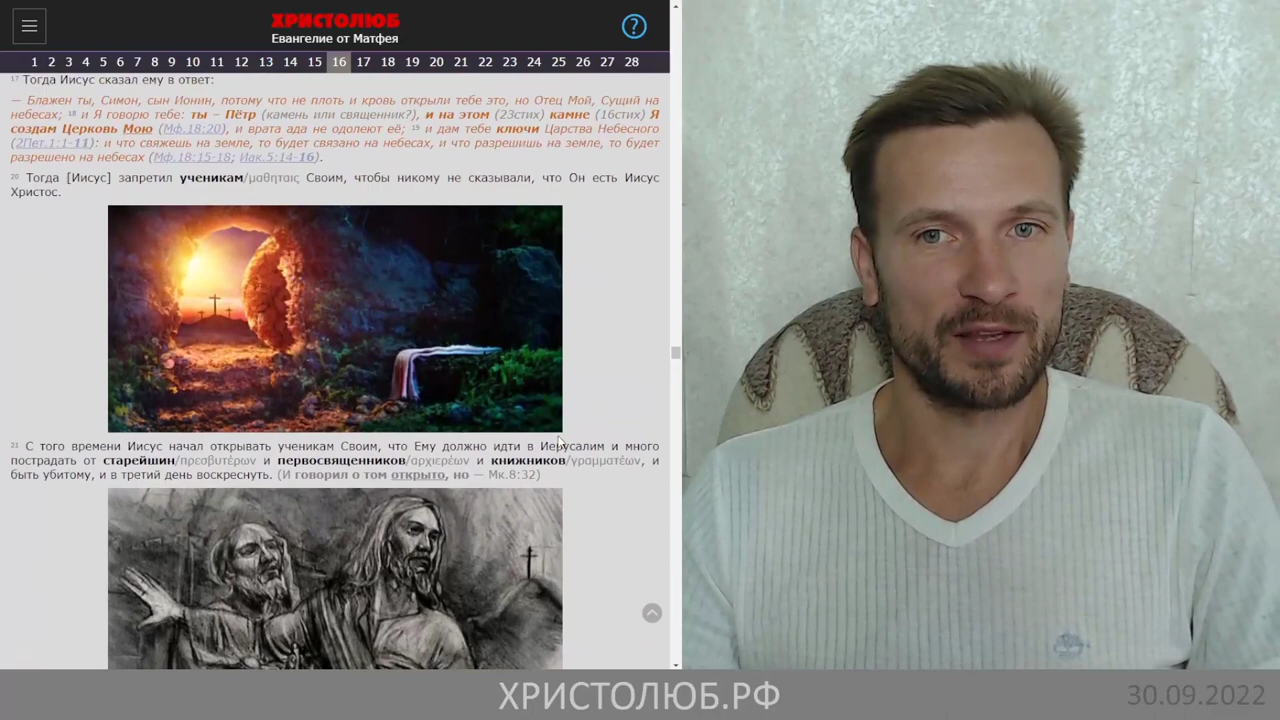 ХРИСТОЛЮБ
Евангелие от Матфея
?
1 2 3 4 5 6 7 8 9 10 11 12 13 14 15 16 17 18 19 20 21 22 23 24 25 26 27 28
17 Тогда Иисус сказал ему в ответ:
— Блажен ты, Симон, сын Ионин, потому что не плоть и кровь открыли тебе это, но Отец Мой, Сущий на
небесах; 18 и Я говорю тебе: ты – Пётр (камень или священник?), и на этом (23стих) камне (16стих) Я
создам Церковь Мою (Мф.18:20), и врата ада не одолеют её; 19 и дам тебе ключи Царства Небесного
(2Пет.1:1-11): и что свяжешь на земле, то будет связано на небесах, и что разрешишь на земле, то будет
разрешено на небесах (Мф.18:15-18; Иак.5:14-16).
20 Тогда [Иисус] запретил ученикам/μαθηταις Своим, чтобы никому не сказывали, что Он есть Иисус
Христос.
21 С того времени Иисус начал открывать ученикам Своим, что Ему должно идти в Иерусалим и много
пострадать от старейшин/πρεσβυτέρων и первосвященников/αρχιερέων и книжников/γραμματέων, и
быть убитому, и в третий день воскреснуть. (И говорил о том открыто, но — Мк.8:32)
ХРИСТОЛЮБ.РФ
30.09.2022